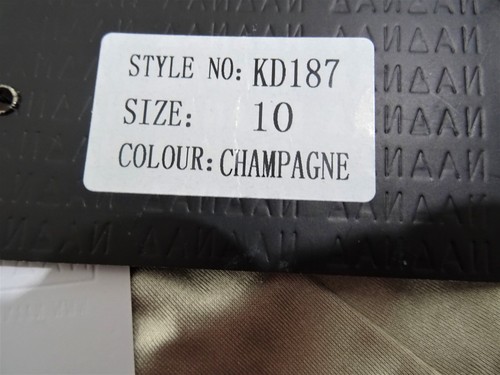 STYLE NO: KD187
SIZE: 10
COLOUR: CHAMPAGNE